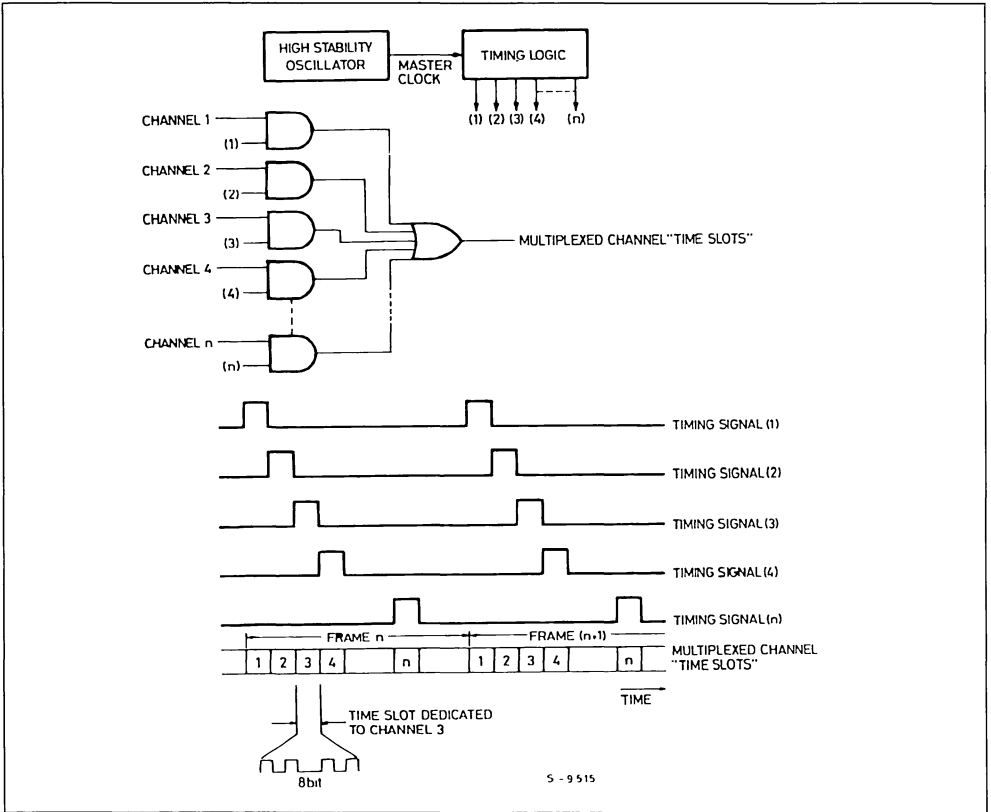 HIGH STABILITY
OSCILLATOR
MASTER
CLOCK
TIMING LOGIC
(1) (2) (3) (4) (n)
CHANNEL 1
(1)
CHANNEL 2
(2)
CHANNEL 3
(3)
CHANNEL 4
(4)
CHANNEL n
(n)
MULTIPLEXED CHANNEL "TIME SLOTS"
TIMING SIGNAL (1)
TIMING SIGNAL (2)
TIMING SIGNAL (3)
TIMING SIGNAL (4)
TIMING SIGNAL (n)
FRAME n FRAME (n+1)
1 2 3 4 n 1 2 3 4 n
MULTIPLEXED CHANNEL
"TIME SLOTS"
TIME
TIME SLOT DEDICATED
TO CHANNEL 3
8bit
S - 9515